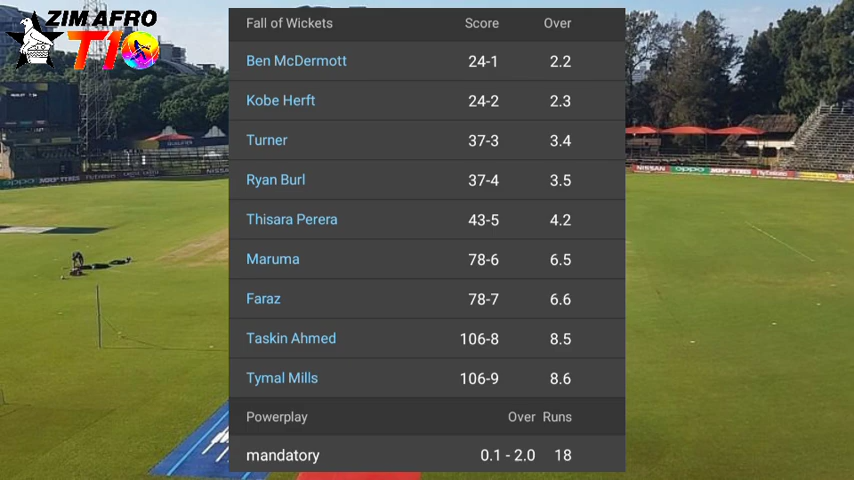 ZIM AFRO
T10
Fall of Wickets Score Over
Ben McDermott 24-1 2.2
Kobe Herft 24-2 2.3
Turner 37-3 3.4
Ryan Burl 37-4 3.5
Thisara Perera 43-5 4.2
Maruma 78-6 6.5
Faraz 78-7 6.6
Taskin Ahmed 106-8 8.5
Tymal Mills 106-9 8.6
Powerplay Over Runs
mandatory 0.1 - 2.0 18
oppo
NISSAN
oppo